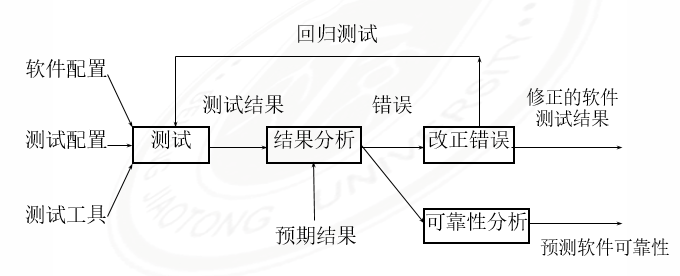 回归测试
软件配置
测试结果
错误
修正的软件
测试结果
测试配置
测试
结果分析
改正错误
测试工具
预期结果
可靠性分析
预测软件可靠性
JIAOTONG UNIVERSITY